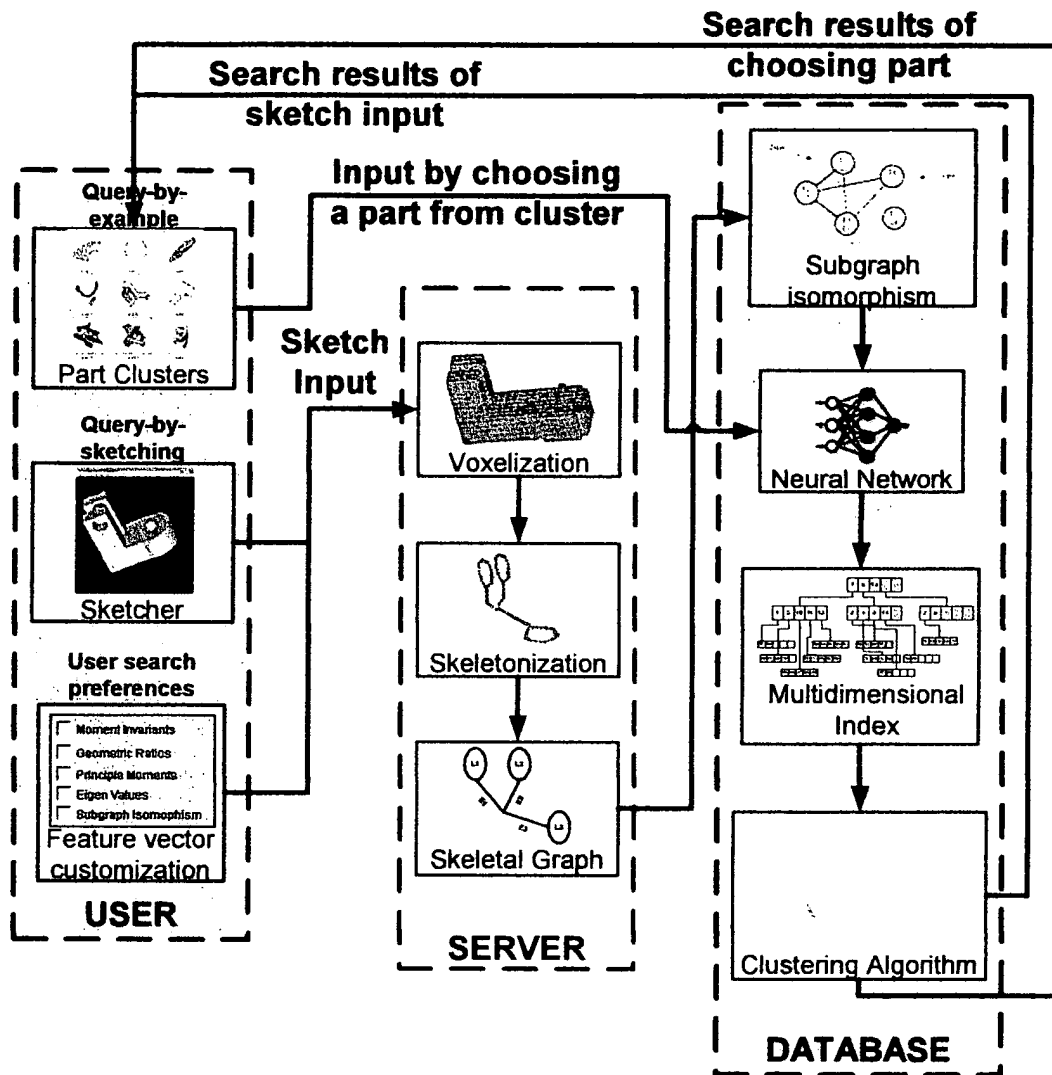 Search results of
choosing part
Search results of
sketch input
Input by choosing
a part from cluster
Query-by-
example
Part Clusters
Query-by-
sketching
Sketcher
User search
preferences
Moment Invariants
Geometric Ratios
Principle Moments
Eigen Values
Subgraph Isomophism
Feature vector
customization
USER
Sketch
Input
Voxelization
Skeletonization
Skeletal Graph
SERVER
Subgraph
isomorphism
Neural Network
Multidimensional
Index
Clustering Algorithm
DATABASE